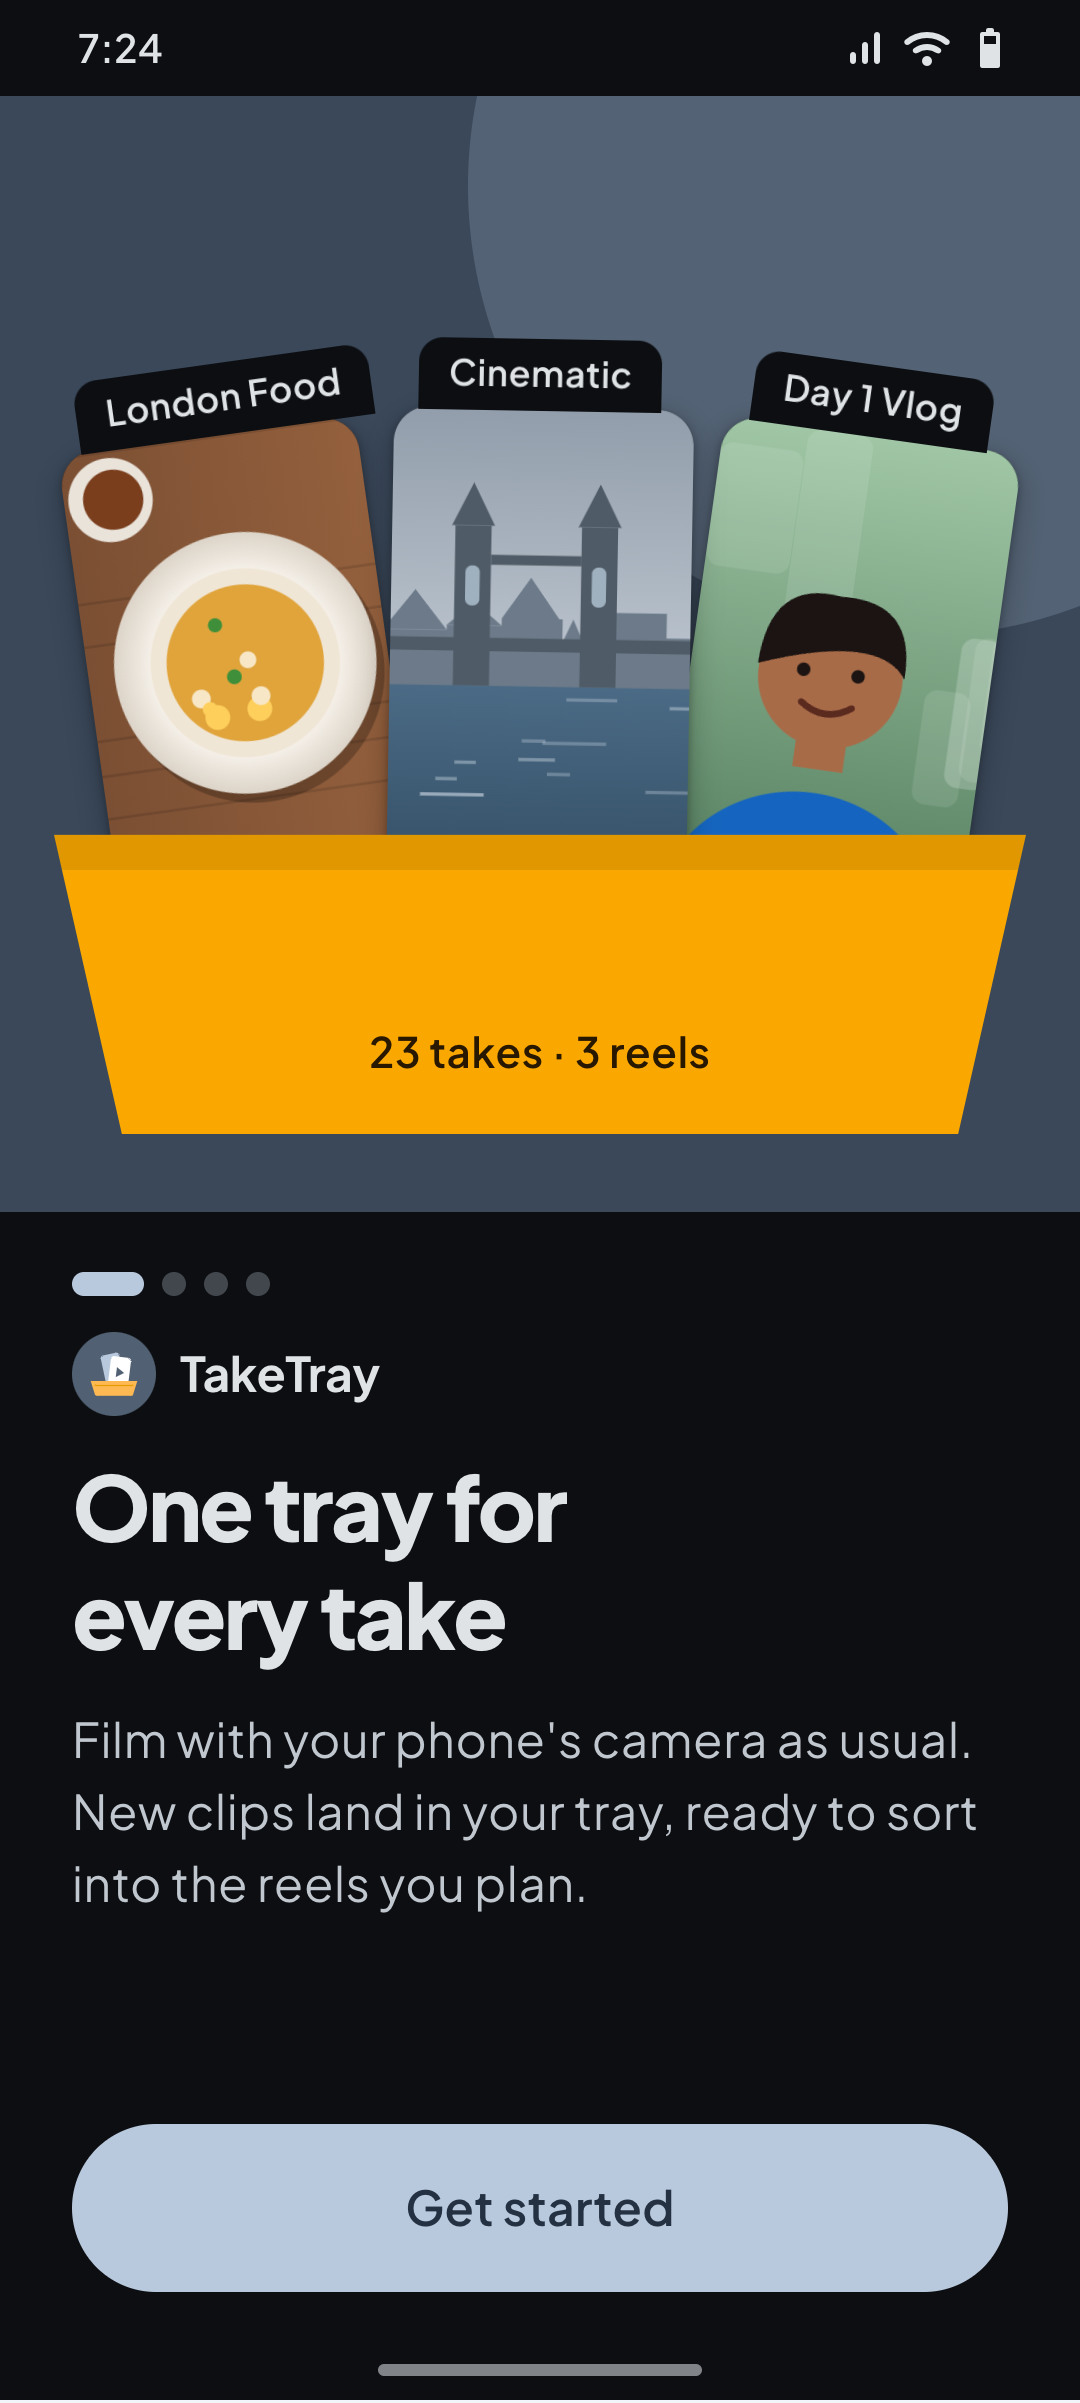 7:24
London Food
Cinematic
Day 1 Vlog
23 takes · 3 reels
TakeTray
One tray for
every take
Film with your phone's camera as usual.
New clips land in your tray, ready to sort
into the reels you plan.
Get started